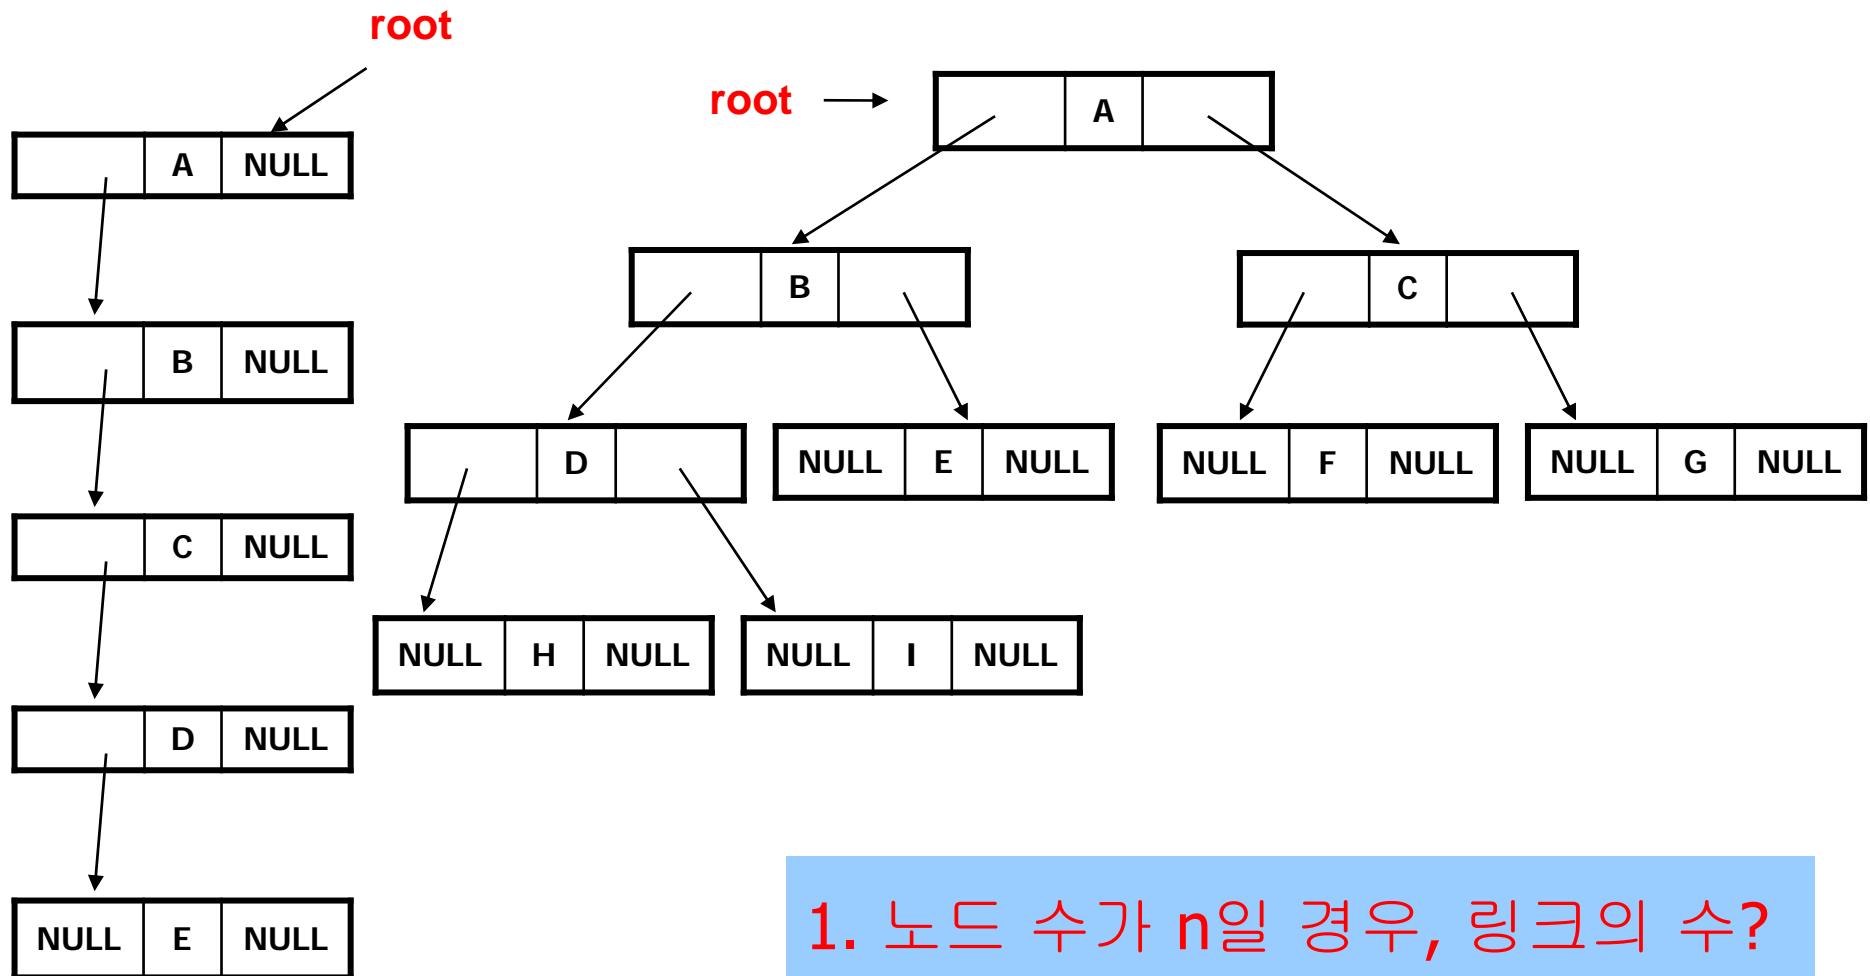 root
root
A
A NULL
B
C
B NULL
D
NULL E NULL
NULL F NULL
NULL G NULL
C NULL
NULL H NULL
NULL I NULL
D NULL
NULL E NULL
1. 노드 수가 n일 경우, 링크의 수?